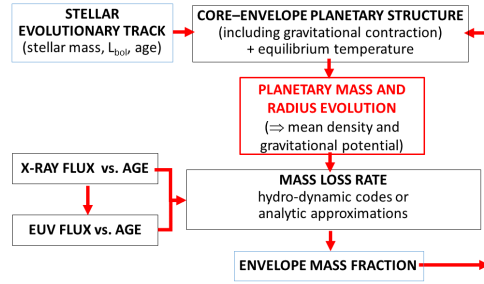 STELLAR
EVOLUTIONARY TRACK
(stellar mass, Lbol, age)
CORE–ENVELOPE PLANETARY STRUCTURE
(including gravitational contraction)
+ equilibrium temperature
PLANETARY MASS AND
RADIUS EVOLUTION
(⇒ mean density and
gravitational potential)
X-RAY FLUX vs. AGE
EUV FLUX vs. AGE
MASS LOSS RATE
hydro-dynamic codes or
analytic approximations
ENVELOPE MASS FRACTION